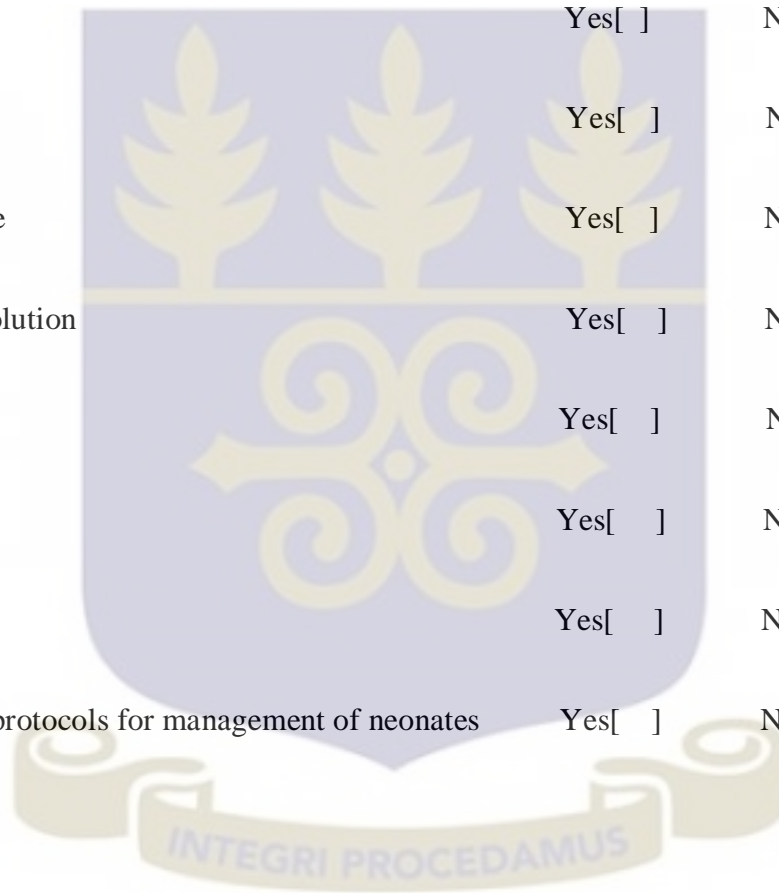 Yes[ ] N
Yes[ ] N
e Yes[ ] N
olution Yes[ ] N
Yes[ ] N
Yes[ ] N
Yes[ ] N
protocols for management of neonates Yes[ ] N
INTEGRI PROCEDAMUS